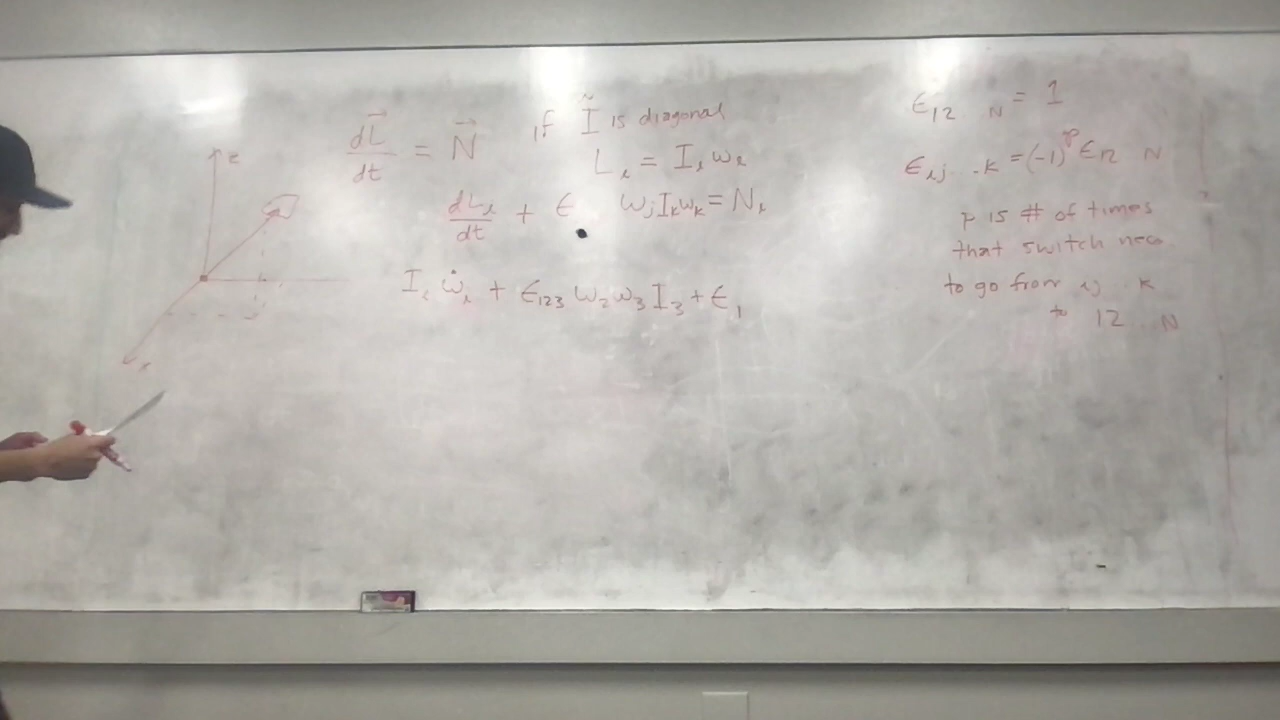 z
x
dL⃗/dt = N⃗ if Ĩ is diagonal
L_i = I_i ω_i
dL_i/dt + ε ω_j I_k ω_k = N_i
I_i ω̇_i + ε_123 ω_2 ω_3 I_3 + ε_1
ε_12 N = 1
ε_ij...k = (-1)^p ε_12 N
p is # of times
that switch nec
to go from ij k
to 12 .. N